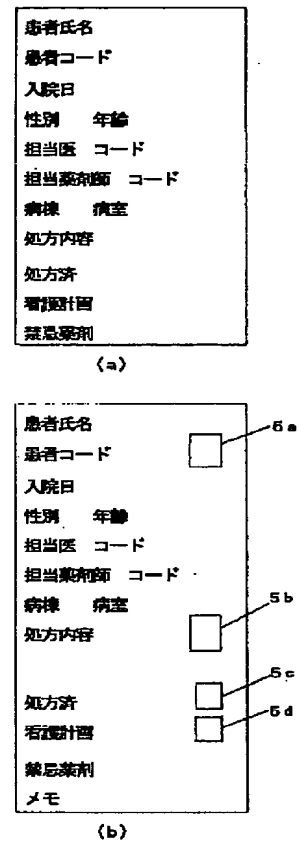 患者氏名
患者コード
入院日
性別 年齢
担当医 コード
担当薬剤師 コード
病棟 病室
処方内容
処方済
看護計画
禁忌薬剤
(a)
患者氏名
患者コード
入院日
性別 年齢
担当医 コード
担当薬剤師 コード
病棟 病室
処方内容
処方済
看護計画
禁忌薬剤
メモ
5a
5b
5c
5d
(b)